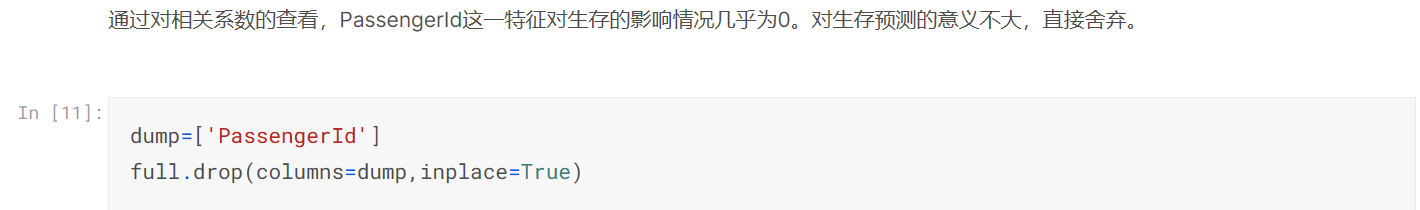 通过对相关系数的查看，PassengerId这一特征对生存的影响情况几乎为0。对生存预测的意义不大，直接舍弃。
In [11]:
dump=['PassengerId']
full.drop(columns=dump,inplace=True)